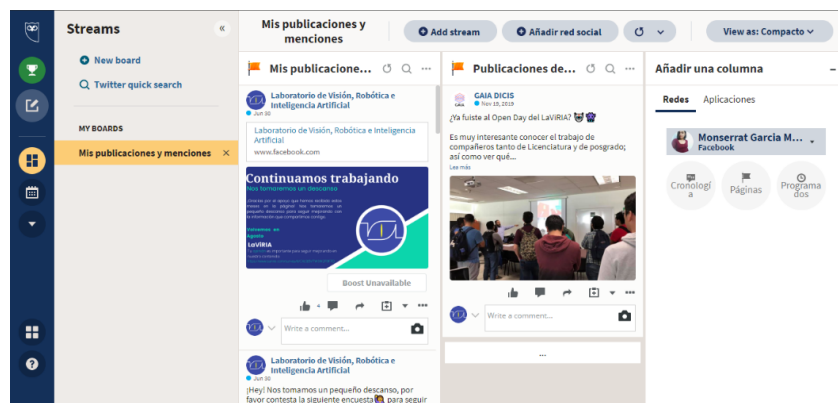 Streams
«
New board
Twitter quick search
MY BOARDS
Mis publicaciones y menciones ×
Mis publicaciones y
menciones
Add stream
Añadir red social
View as: Compacto
Mis publicacione...
Laboratorio de Visión, Robótica e
Inteligencia Artificial
Jun 30
Laboratorio de Visión, Robótica e Inteligencia
Artificial
www.facebook.com
Continuamos trabajando
Nos tomaremos un descanso
Volvemos en
Agosto
LaViRIA
Boost Unavailable
4
Write a comment...
Laboratorio de Visión, Robótica e
Inteligencia Artificial
Jun 30
¡Hey! Nos tomamos un pequeño descanso, por
favor contesta la siguiente encuesta para seguir
Publicaciones de...
GAIA DICIS
Nov 15, 2019
¿Ya fuiste al Open Day del LaViRIA?
Es muy interesante conocer el trabajo de
compañeros tanto de Licenciatura y de posgrado;
así como ver qué...
Lee más
Write a comment...
...
Añadir una columna
Redes Aplicaciones
Monserrat Garcia M...
Facebook
Cronologí
a
Páginas
Programa
dos